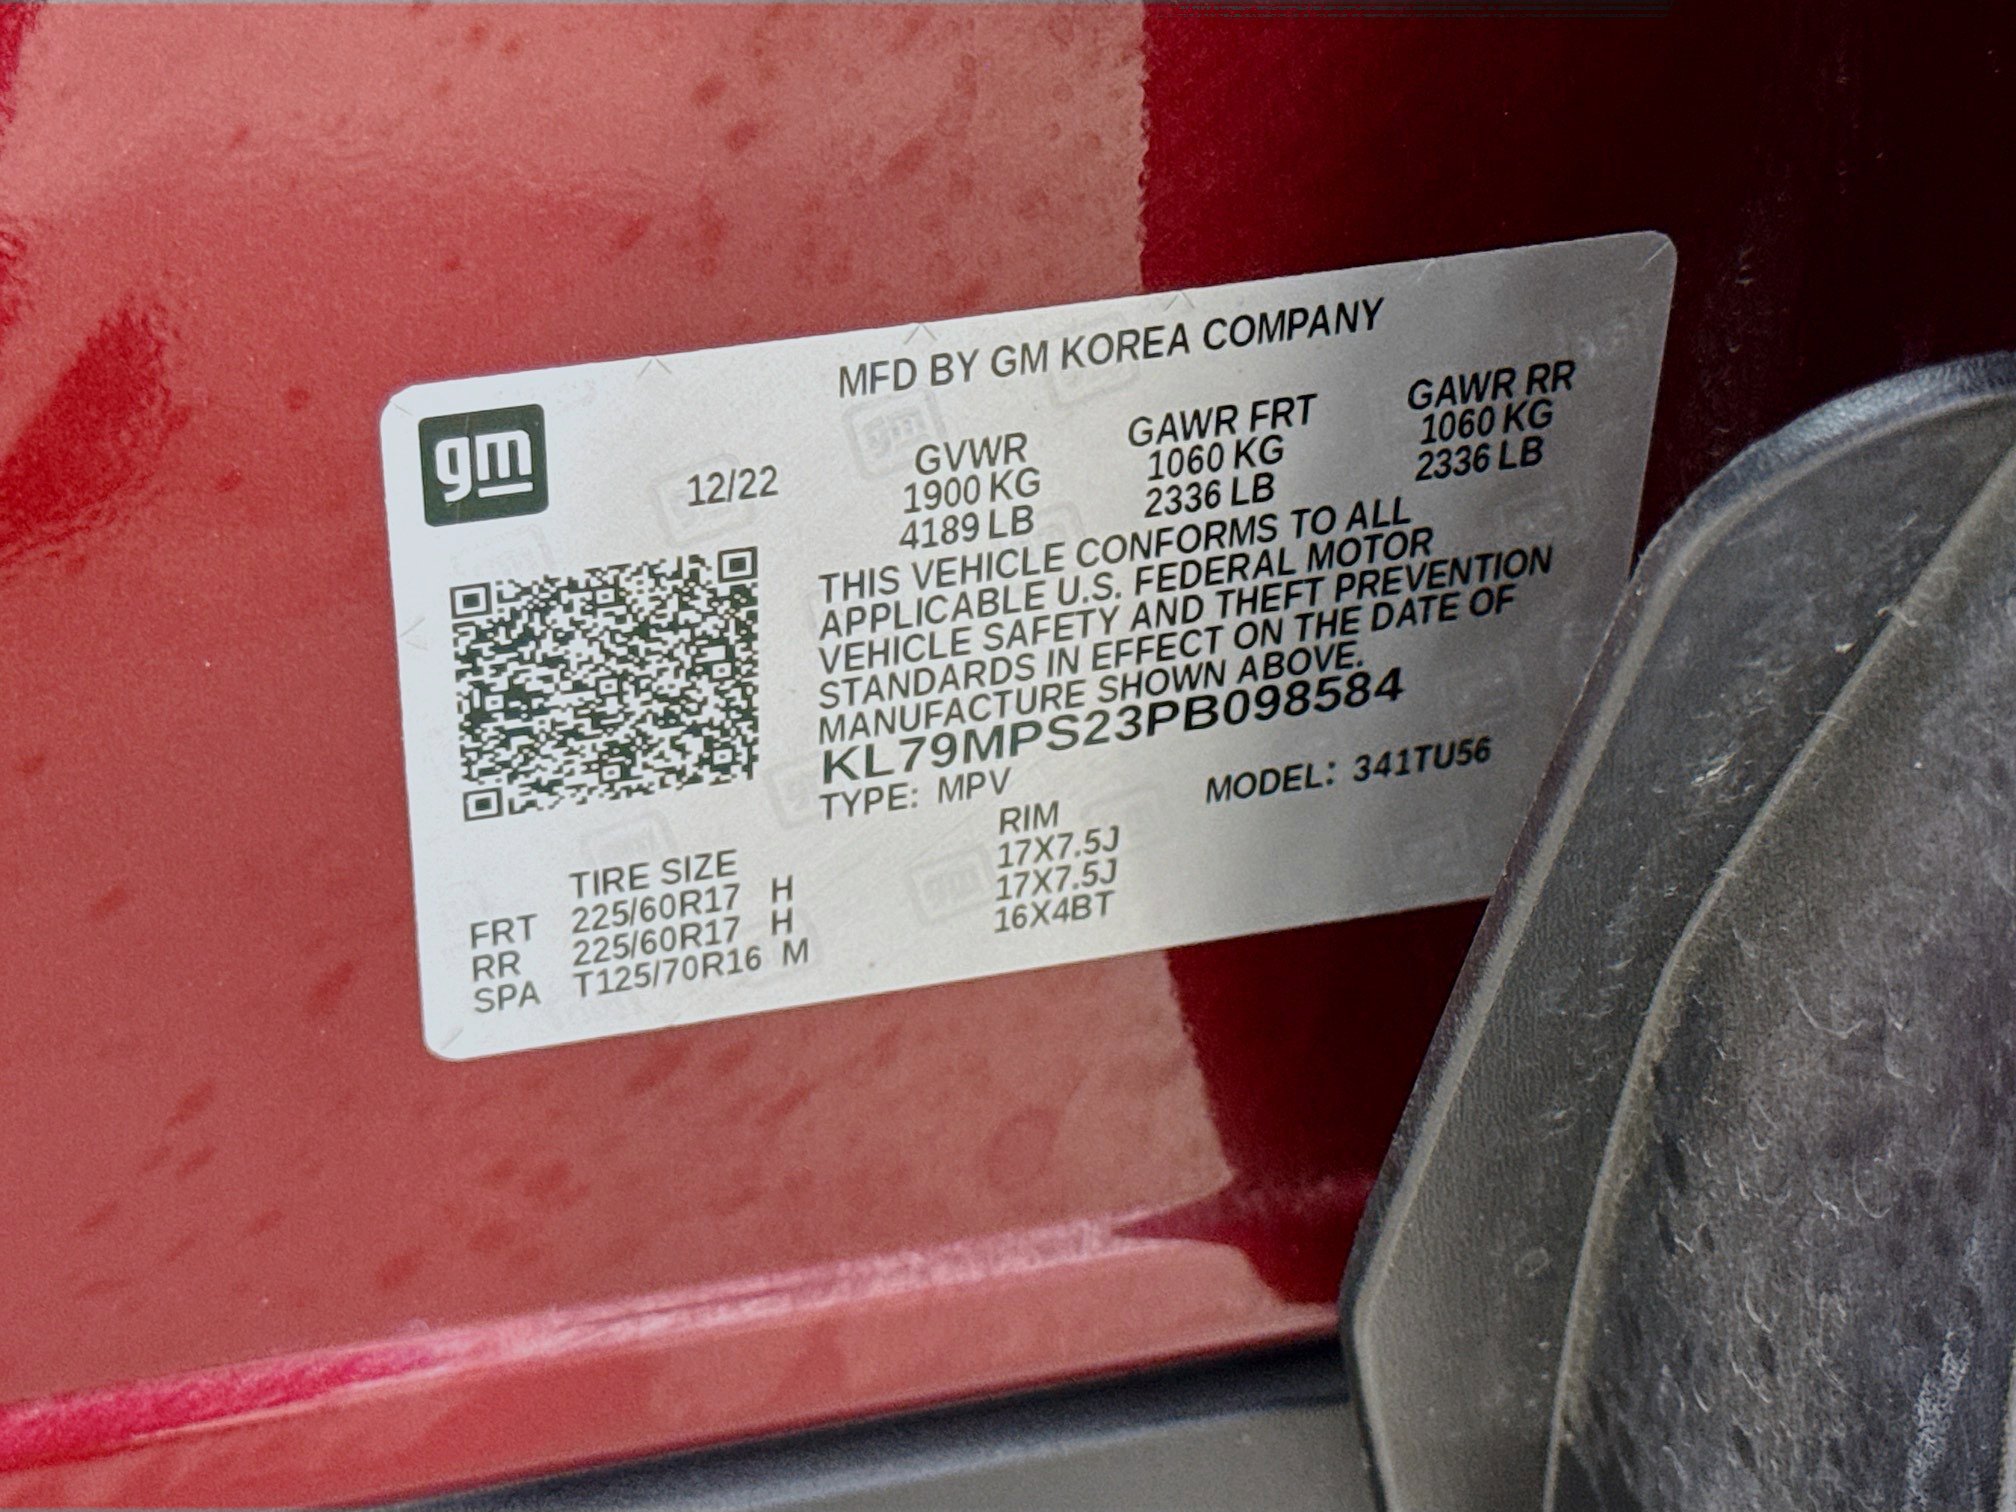 MFD BY GM KOREA COMPANY
gm
12/22
GVWR GAWR FRT GAWR RR
1900 KG 1060 KG 1060 KG
4189 LB 2336 LB 2336 LB
THIS VEHICLE CONFORMS TO ALL
APPLICABLE U.S. FEDERAL MOTOR
VEHICLE SAFETY AND THEFT PREVENTION
STANDARDS IN EFFECT ON THE DATE OF
MANUFACTURE SHOWN ABOVE.
KL79MPS23PB098584
TYPE: MPV MODEL: 341TU56
TIRE SIZE RIM
FRT 225/60R17 H 17X7.5J
RR 225/60R17 H 17X7.5J
SPA T125/70R16 M 16X4BT